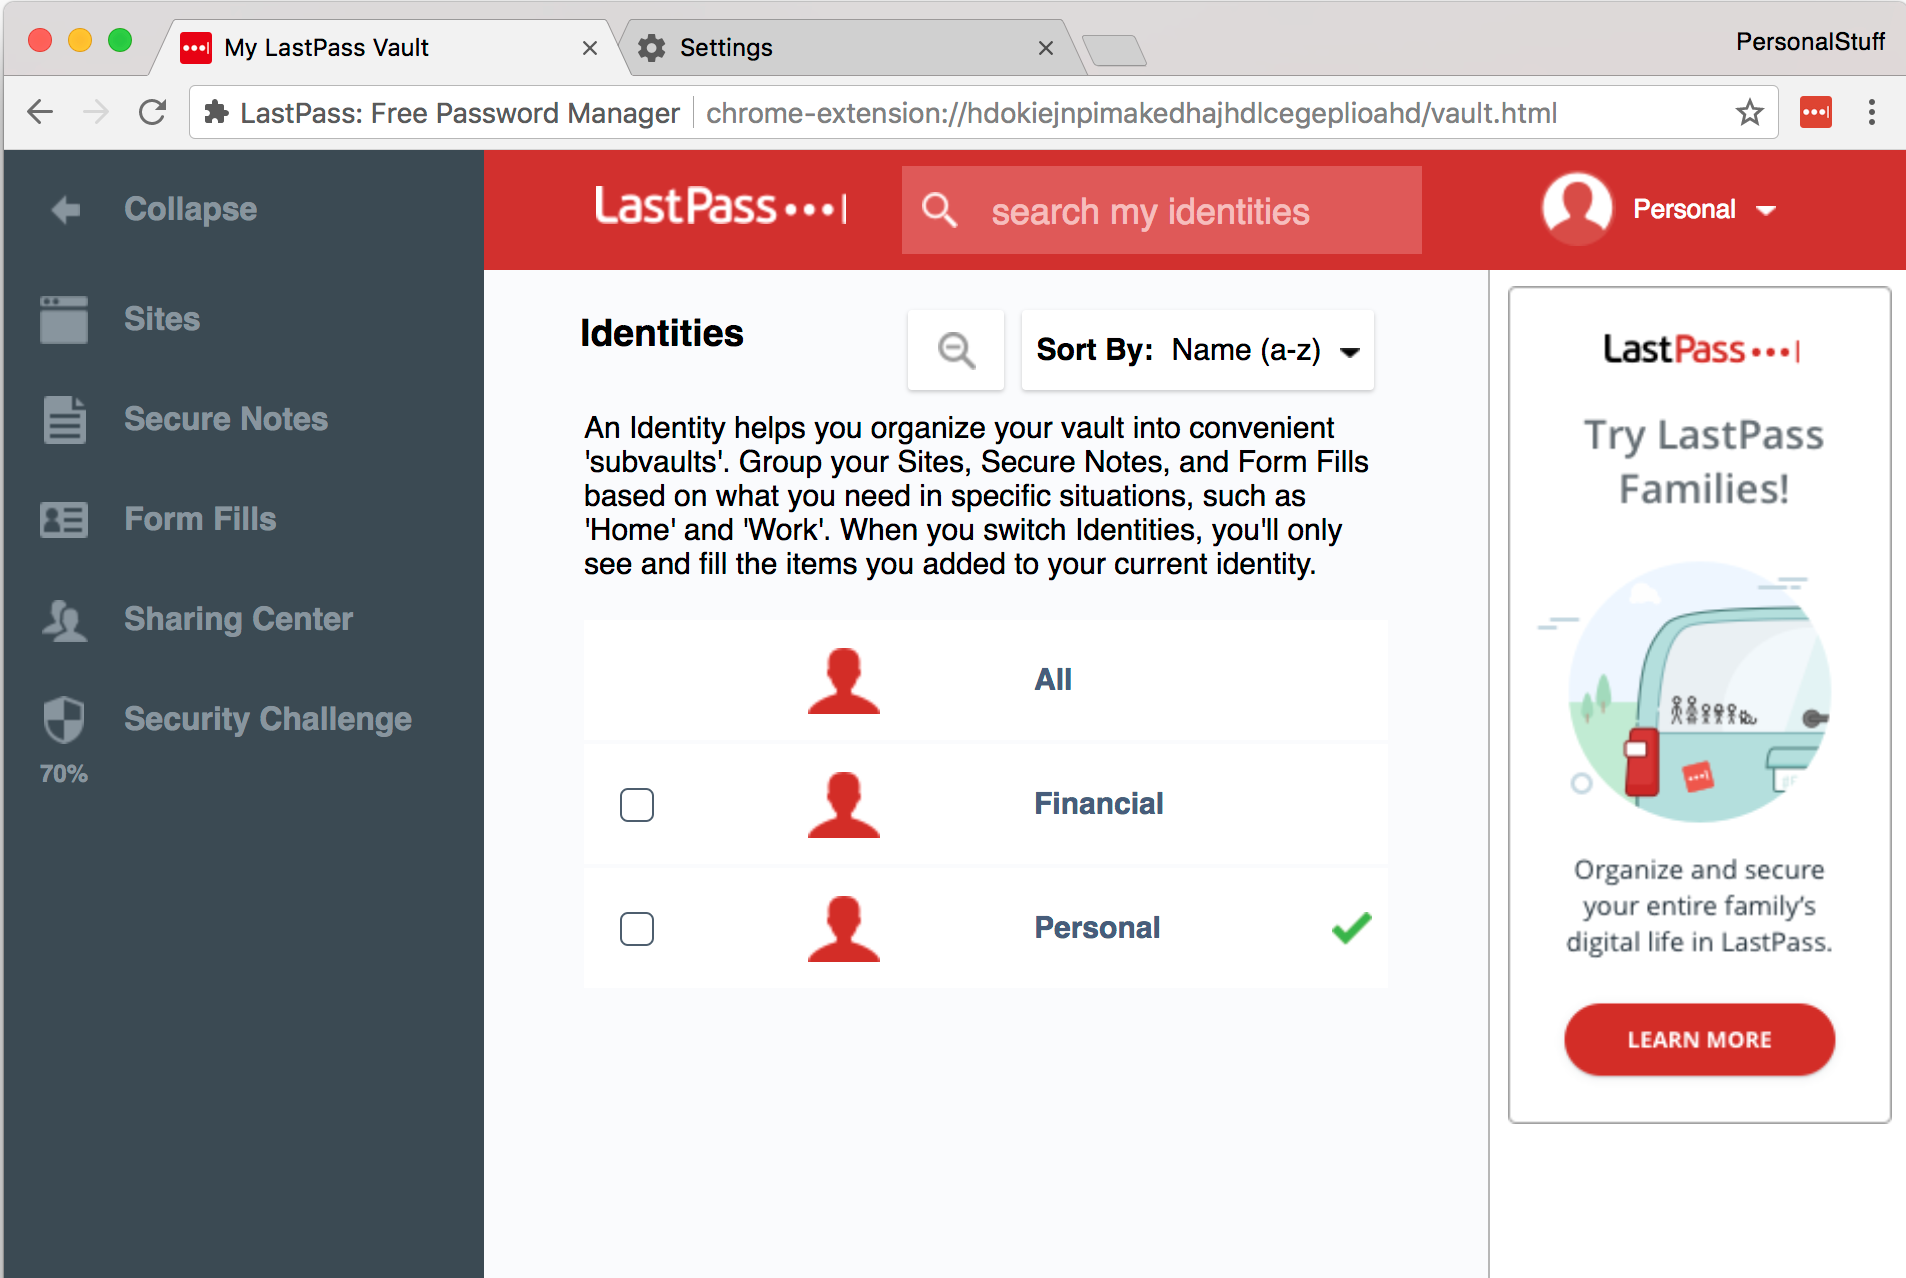 My LastPass Vault
Settings
PersonalStuff
LastPass: Free Password Manager
chrome-extension://hdokiejnpimakedhajhdlcegeplioahd/vault.html
Collapse
Sites
Secure Notes
Form Fills
Sharing Center
Security Challenge
70%
LastPass
search my identities
Personal
Identities
Sort By: Name (a-z)
An Identity helps you organize your vault into convenient
'subvaults'. Group your Sites, Secure Notes, and Form Fills
based on what you need in specific situations, such as
'Home' and 'Work'. When you switch Identities, you'll only
see and fill the items you added to your current identity.
All
Financial
Personal
LastPass
Try LastPass
Families!
Organize and secure
your entire family's
digital life in LastPass.
LEARN MORE